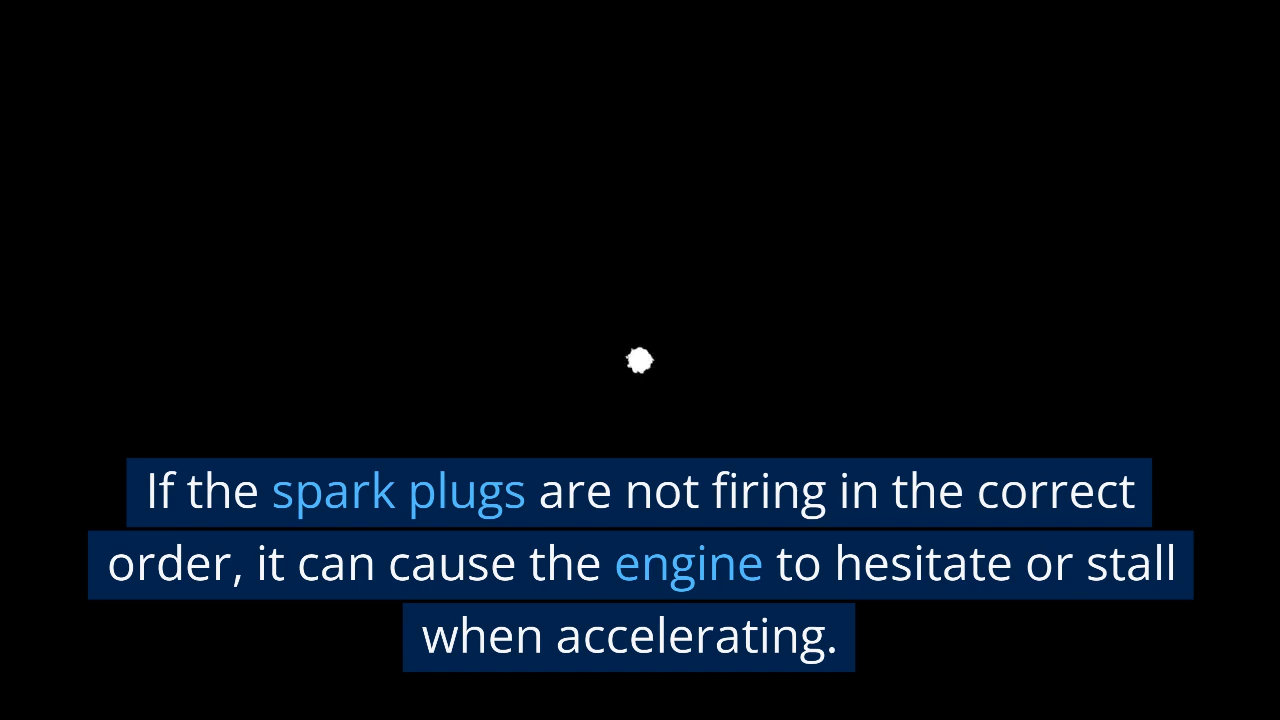 If the spark plugs are not firing in the correct
order, it can cause the engine to hesitate or stall
when accelerating.